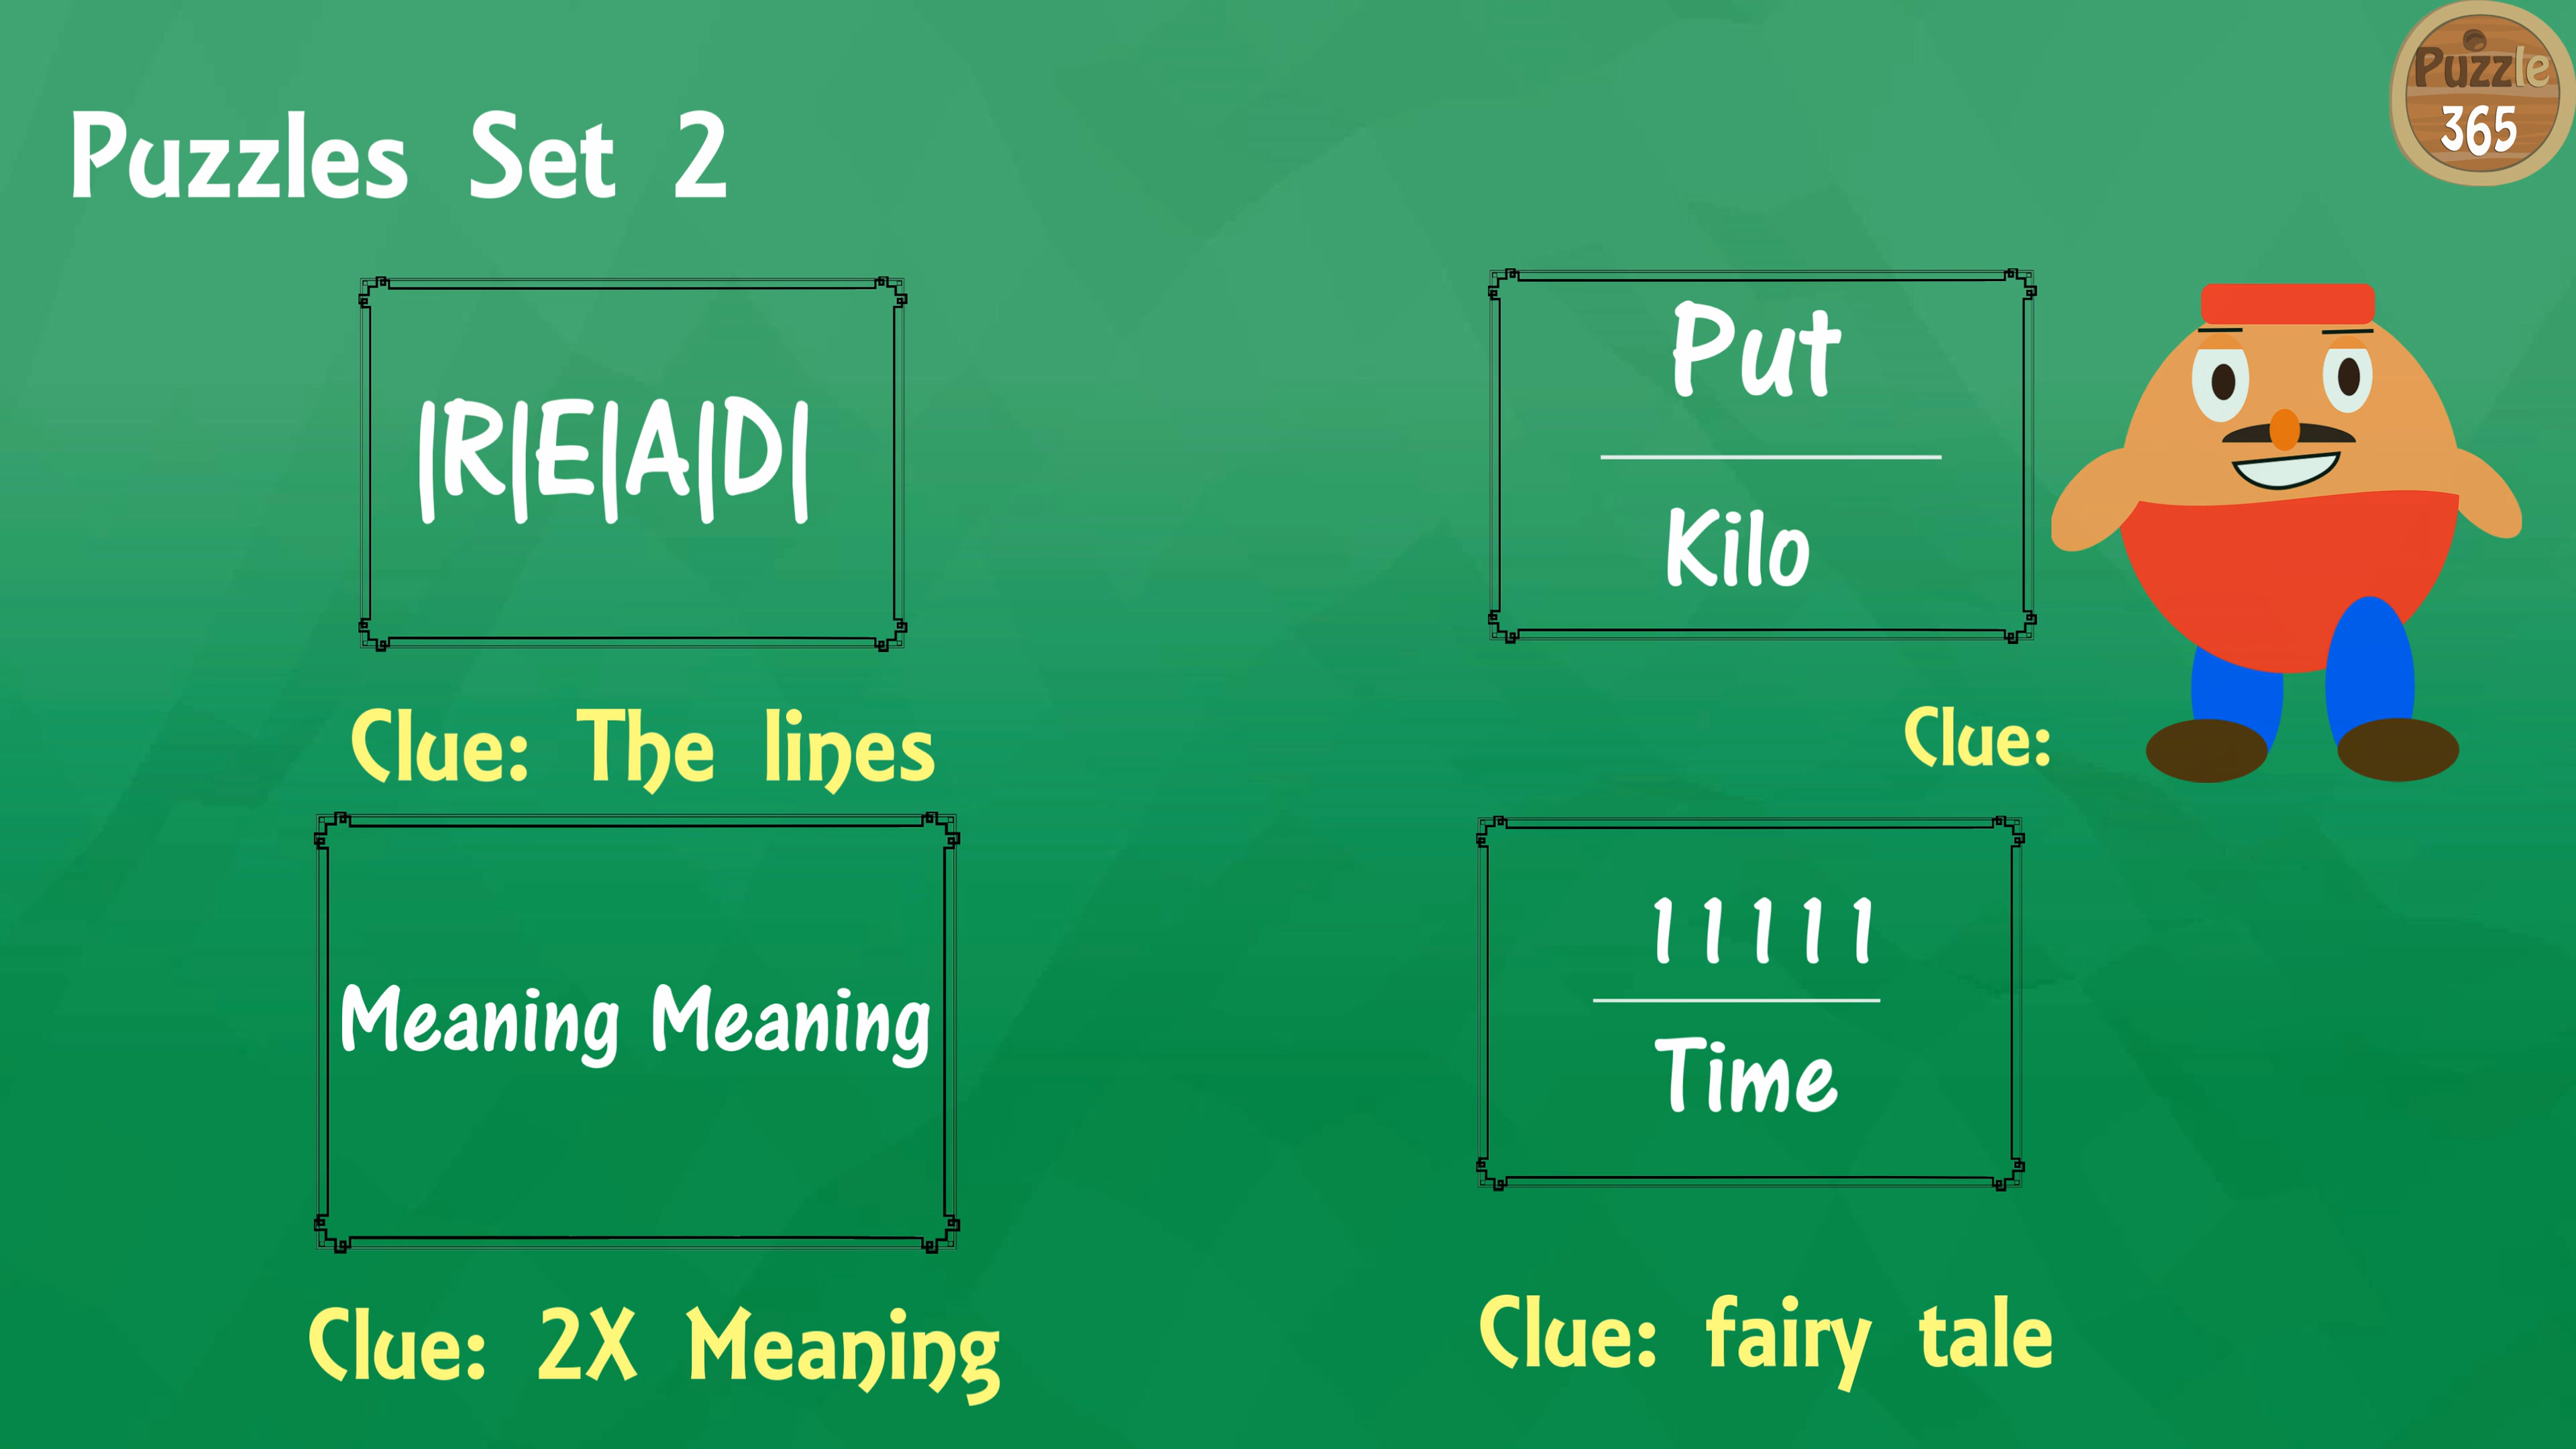 Puzzle
365
Puzzles Set 2
|R|E|A|D|
Clue: The lines
Put
Kilo
Clue:
Meaning Meaning
Clue: 2X Meaning
1 1 1 1 1
Time
Clue: fairy tale